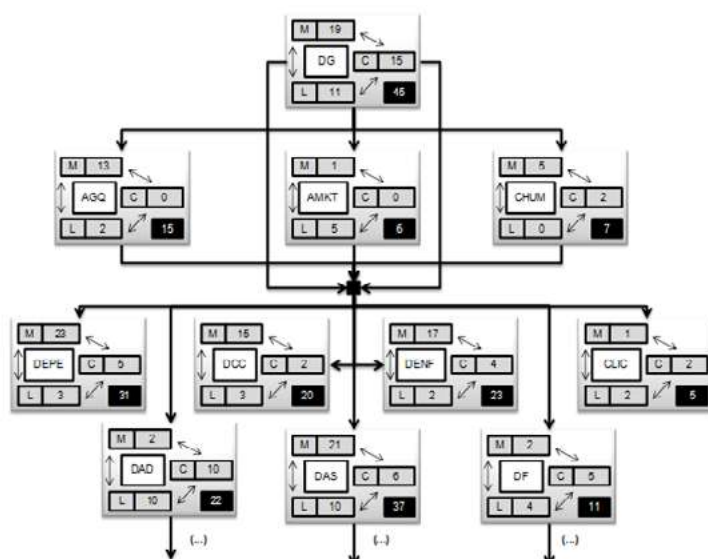 M 19
DG C 15
L 11 45
M 13
AGQ C 0
L 2 15
M 1
AMKT C 0
L 5 6
M 5
CHUM C 2
L 0 7
M 23
DEPE C 5
L 3 31
M 15
DCC C 2
L 3 20
M 17
DENF C 4
L 2 23
M 1
CLIC C 2
L 2 5
M 2
DAD C 10
L 10 22
M 21
DAS C 6
L 10 37
M 2
DF C 5
L 4 11
(...)
(...)
(...)